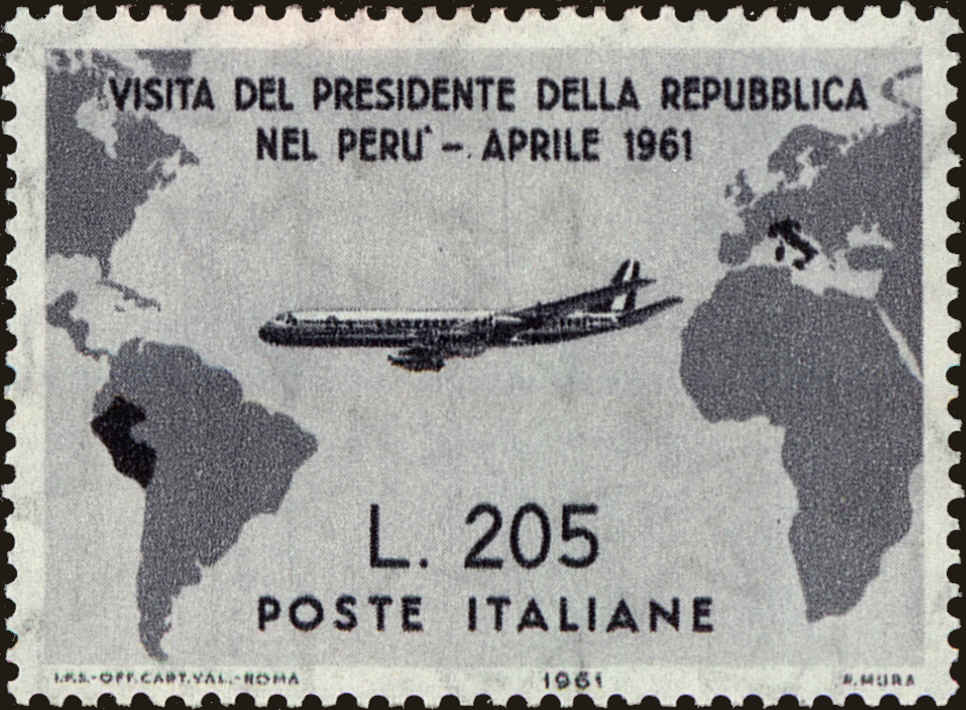 VISITA DEL PRESIDENTE DELLA REPUBBLICA
NEL PERU' - APRILE 1961
L. 205
POSTE ITALIANE
I.P.S.-OFF.CART.VAL.-ROMA 1961 R.MURA